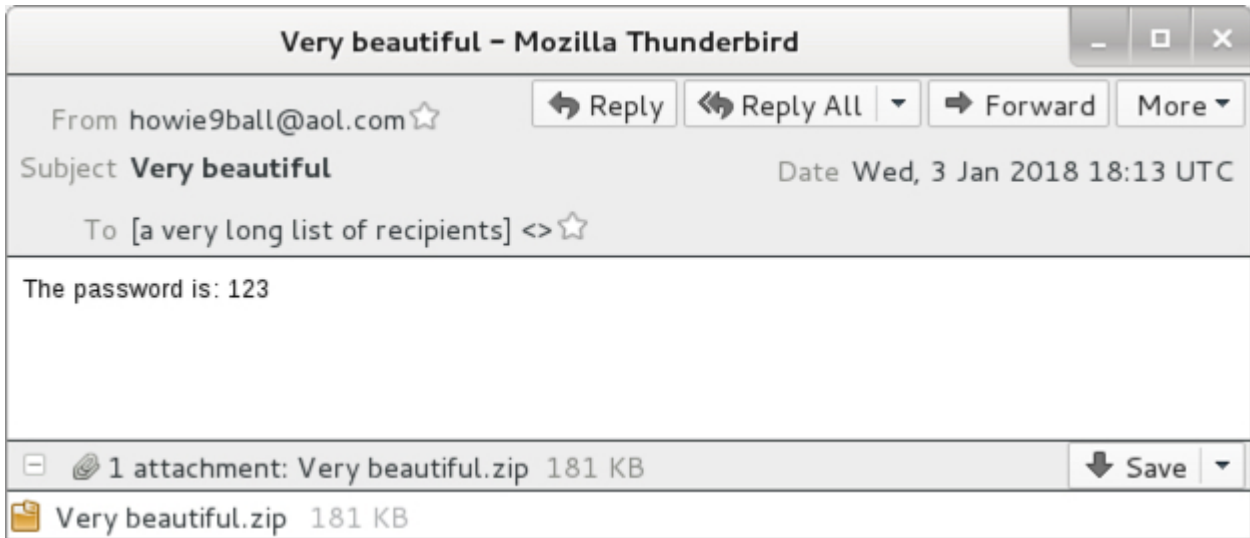 Very beautiful - Mozilla Thunderbird
From howie9ball@aol.com Reply Reply All Forward More
Subject Very beautiful Date Wed, 3 Jan 2018 18:13 UTC
To [a very long list of recipients] <>
The password is: 123
1 attachment: Very beautiful.zip 181 KB Save
Very beautiful.zip 181 KB